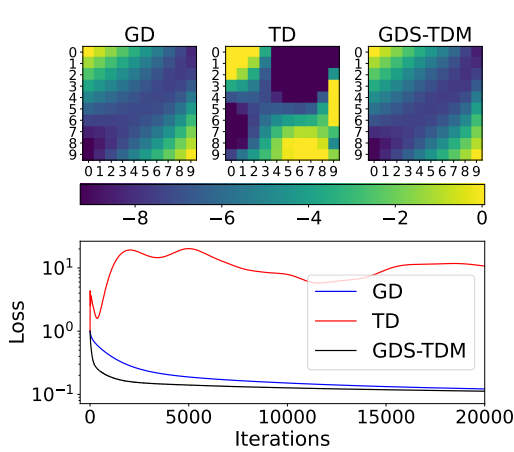 GD TD GDS-TDM
0 0 0
1 1 1
2 2 2
3 3 3
4 4 4
5 5 5
6 6 6
7 7 7
8 8 8
9 9 9
0 1 2 3 4 5 6 7 8 9 0 1 2 3 4 5 6 7 8 9 0 1 2 3 4 5 6 7 8 9
−8 −6 −4 −2 0
Loss
10¹
10⁰
10⁻¹
GD
TD
GDS-TDM
0 5000 10000 15000 20000
Iterations